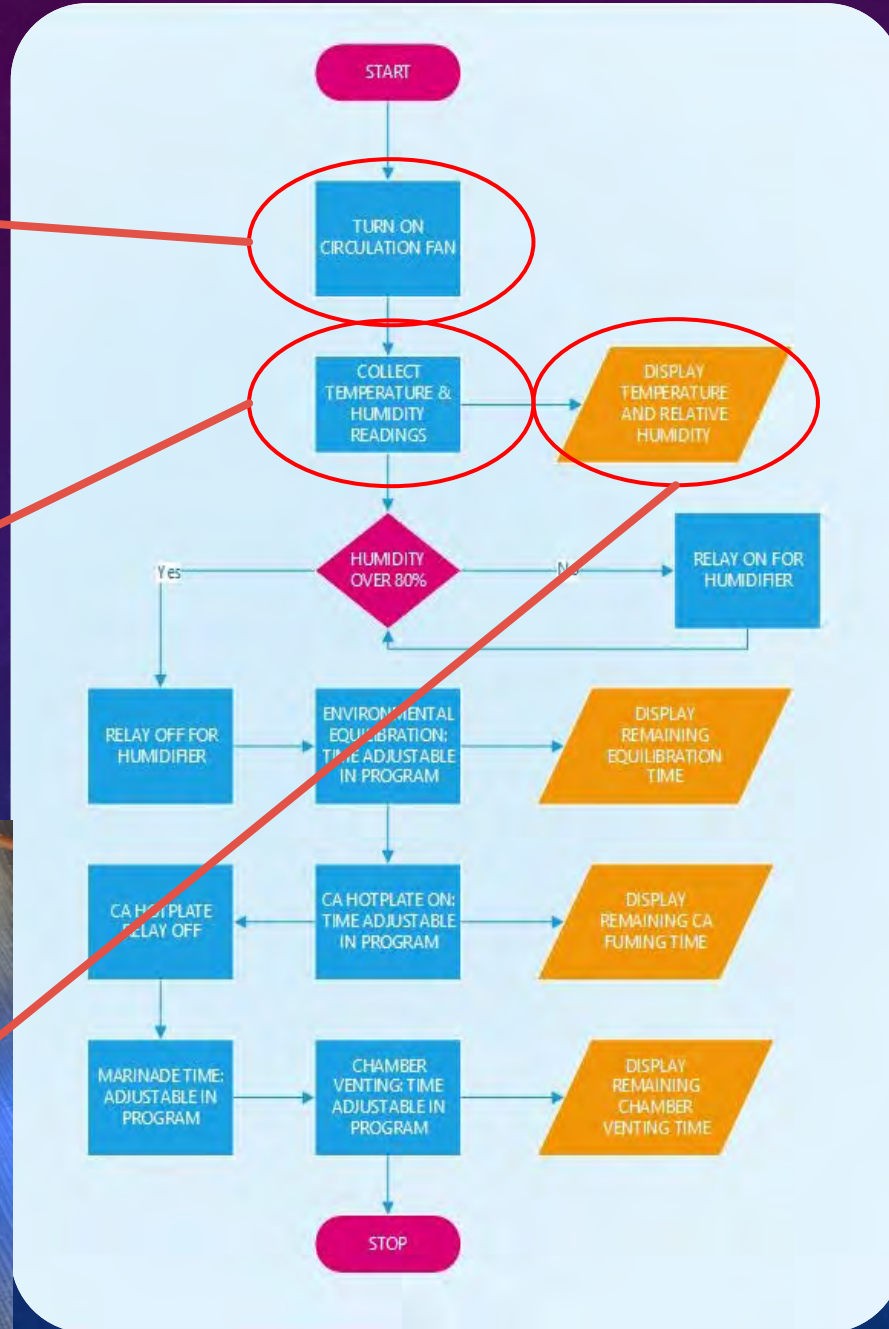 START
TURN ON
CIRCULATION FAN
COLLECT
TEMPERATURE &
HUMIDITY
READINGS
DISPLAY
TEMPERATURE
AND RELATIVE
HUMIDITY
HUMIDITY
OVER 80%
Yes
No
RELAY ON FOR
HUMIDIFIER
RELAY OFF FOR
HUMIDIFIER
ENVIRONMENTAL
EQUILIBRATION:
TIME ADJUSTABLE
IN PROGRAM
DISPLAY
REMAINING
EQUILIBRATION
TIME
CA HOTPLATE
RELAY OFF
CA HOTPLATE ON:
TIME ADJUSTABLE
IN PROGRAM
DISPLAY
REMAINING CA
FUMING TIME
MARINADE TIME:
ADJUSTABLE IN
PROGRAM
CHAMBER
VENTING: TIME
ADJUSTABLE IN
PROGRAM
DISPLAY
REMAINING
CHAMBER
VENTING TIME
STOP